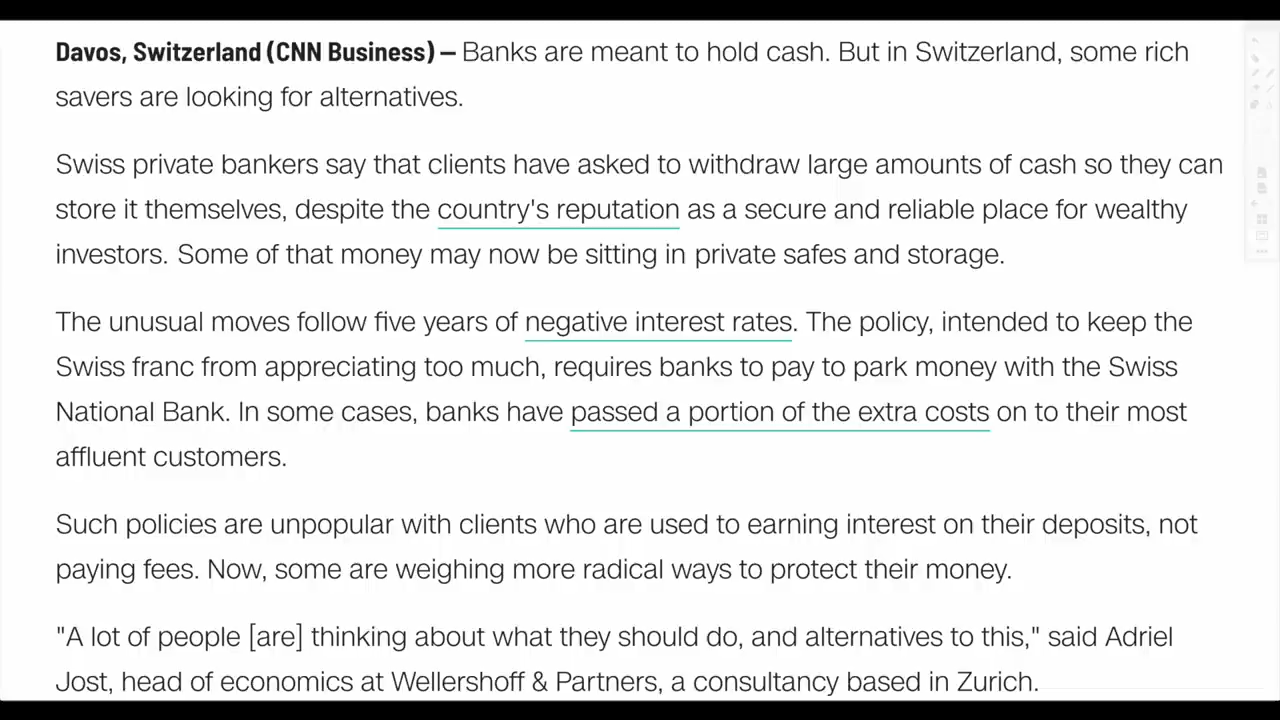 Davos, Switzerland (CNN Business) — Banks are meant to hold cash. But in Switzerland, some rich
savers are looking for alternatives.
Swiss private bankers say that clients have asked to withdraw large amounts of cash so they can
store it themselves, despite the country's reputation as a secure and reliable place for wealthy
investors. Some of that money may now be sitting in private safes and storage.
The unusual moves follow five years of negative interest rates. The policy, intended to keep the
Swiss franc from appreciating too much, requires banks to pay to park money with the Swiss
National Bank. In some cases, banks have passed a portion of the extra costs on to their most
affluent customers.
Such policies are unpopular with clients who are used to earning interest on their deposits, not
paying fees. Now, some are weighing more radical ways to protect their money.
"A lot of people [are] thinking about what they should do, and alternatives to this," said Adriel
Jost, head of economics at Wellershoff & Partners, a consultancy based in Zurich.